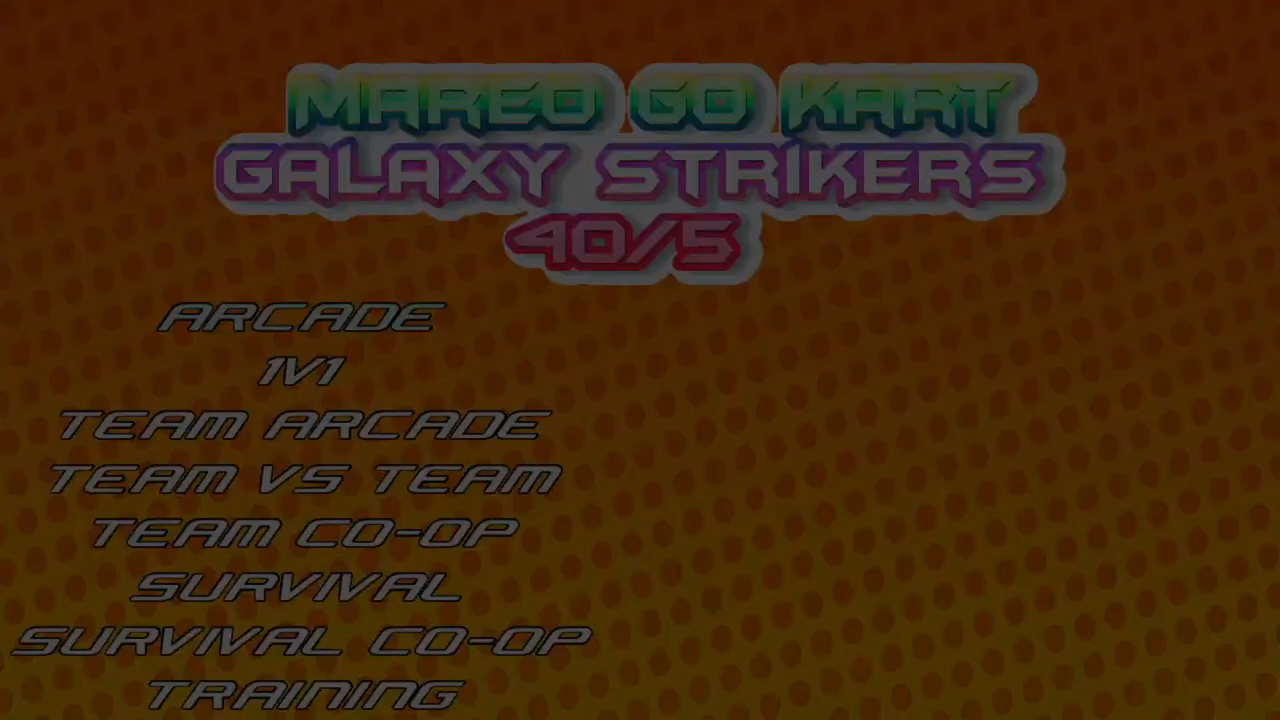 MAREO GO KART
GALAXY STRIKERS
40/5
ARCADE
1V1
TEAM ARCADE
TEAM VS TEAM
TEAM CO-OP
SURVIVAL
SURVIVAL CO-OP
TRAINING